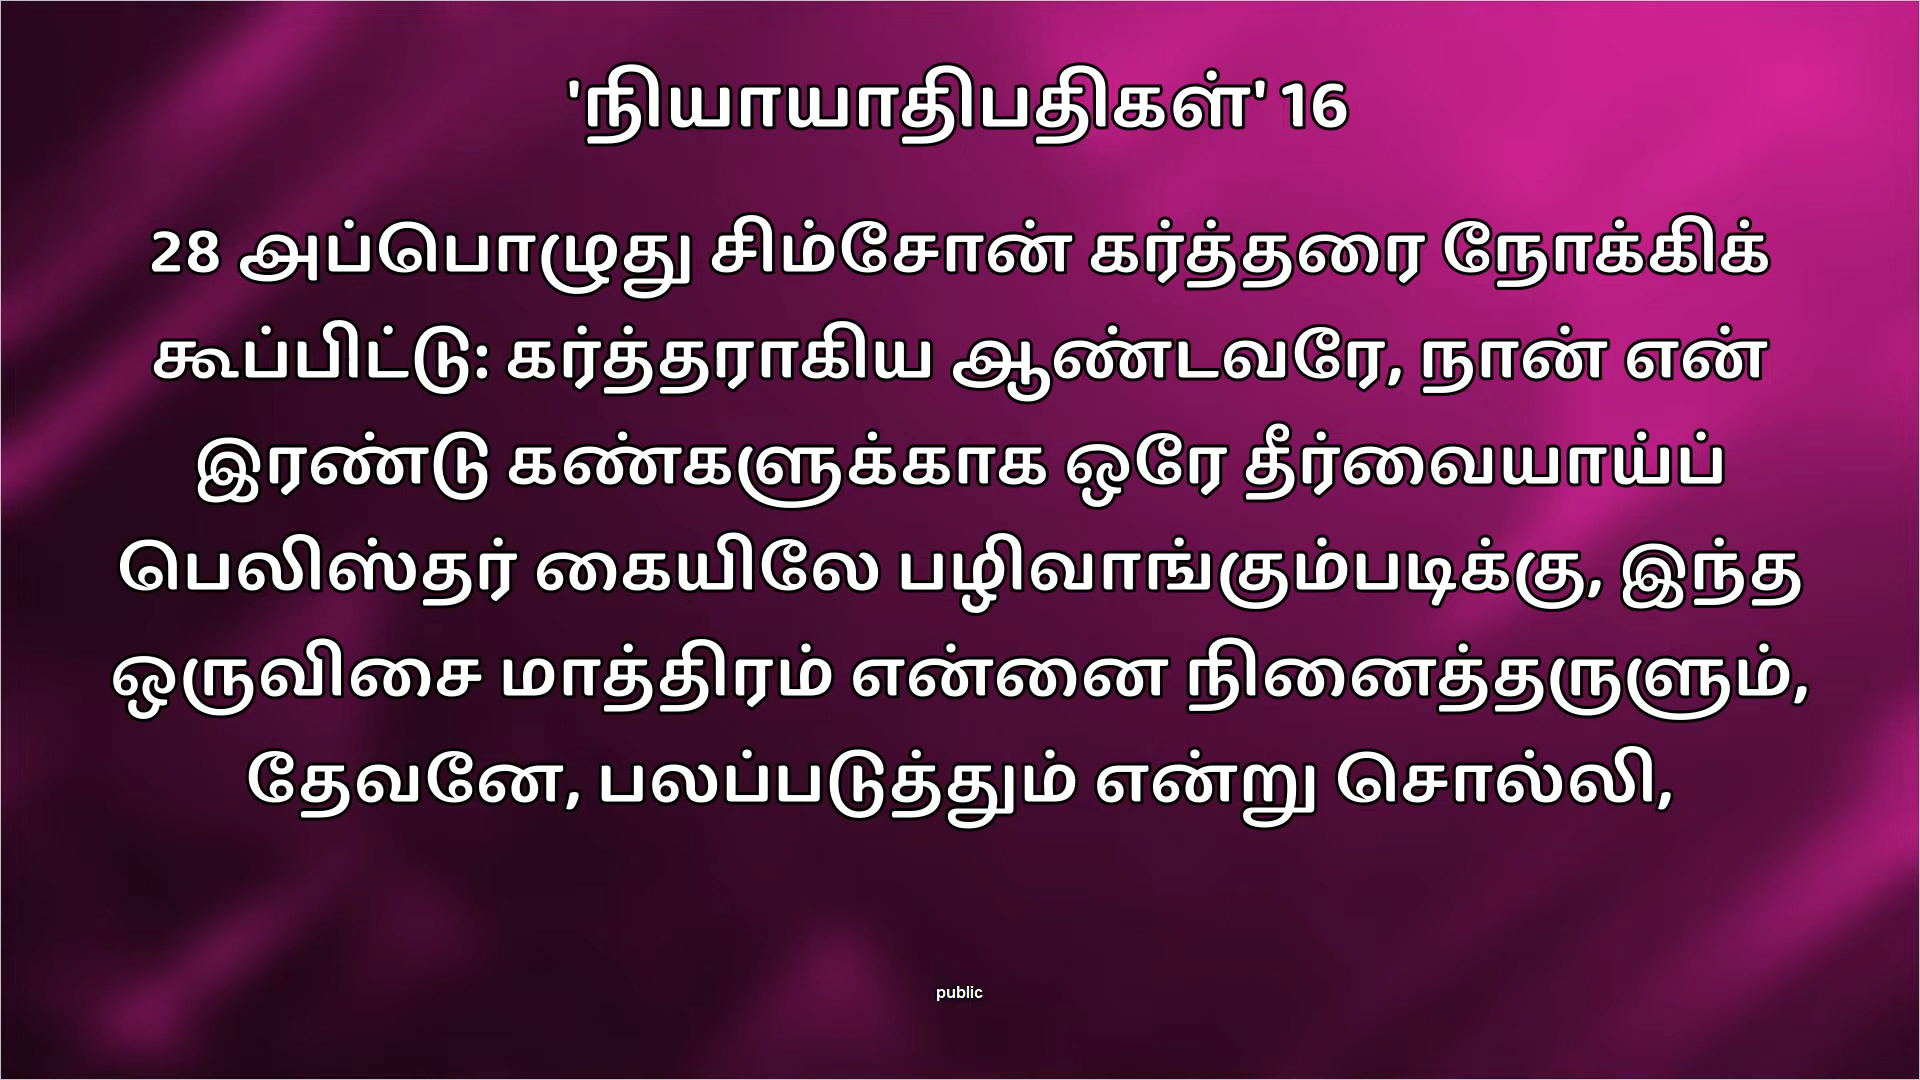 'நியாயாதிபதிகள்' 16
28 அப்பொழுது சிம்சோன் கர்த்தரை நோக்கிக்
கூப்பிட்டு: கர்த்தராகிய ஆண்டவரே, நான் என்
இரண்டு கண்களுக்காக ஒரே தீர்வையாய்ப்
பெலிஸ்தர் கையிலே பழிவாங்கும்படிக்கு, இந்த
ஒருவிசை மாத்திரம் என்னை நினைத்தருளும்,
தேவனே, பலப்படுத்தும் என்று சொல்லி,
public